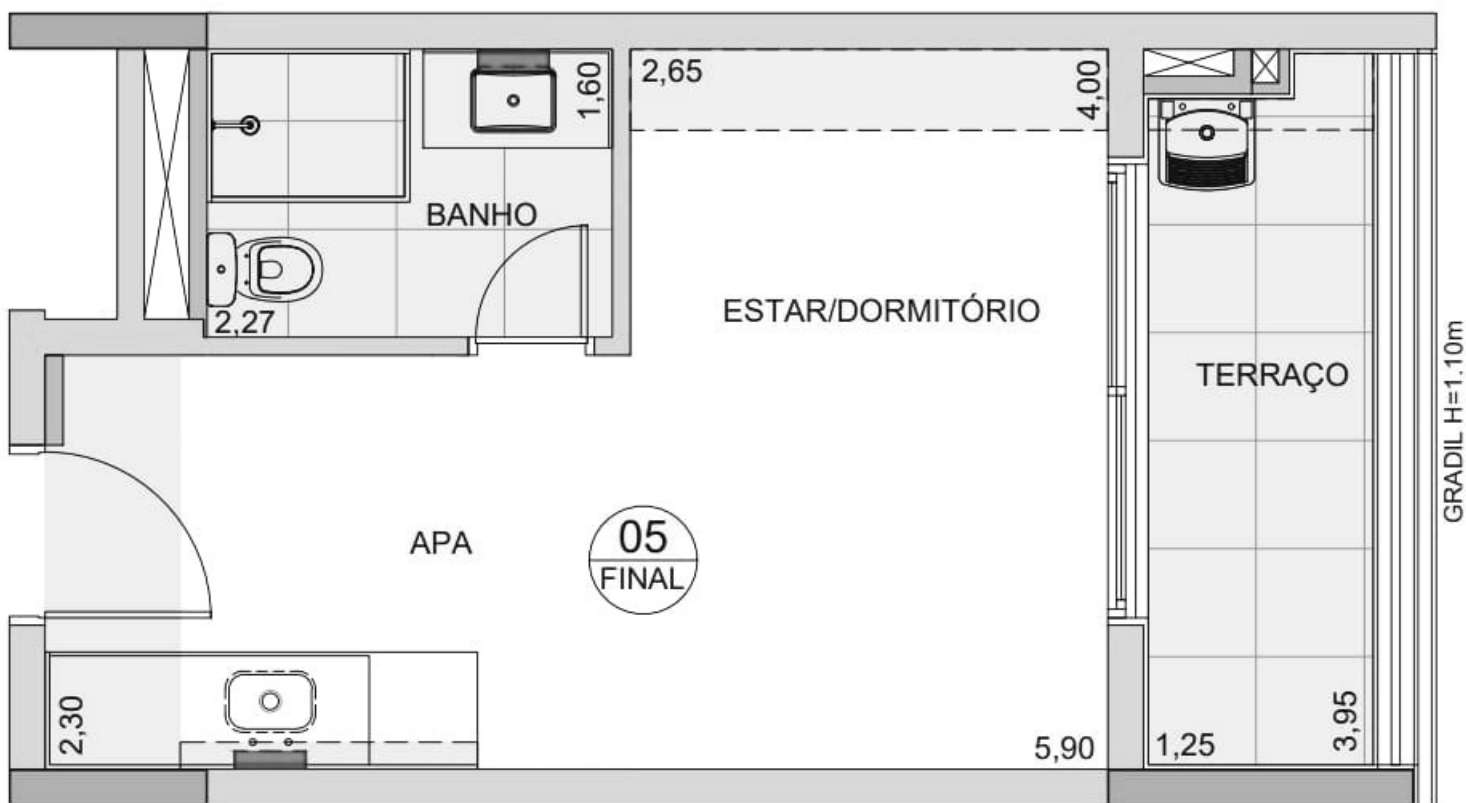 1,60
2,65
4,00
BANHO
2,27
ESTAR/DORMITÓRIO
TERRAÇO
GRADIL H=1.10m
APA
05
FINAL
2,30
5,90
1,25
3,95